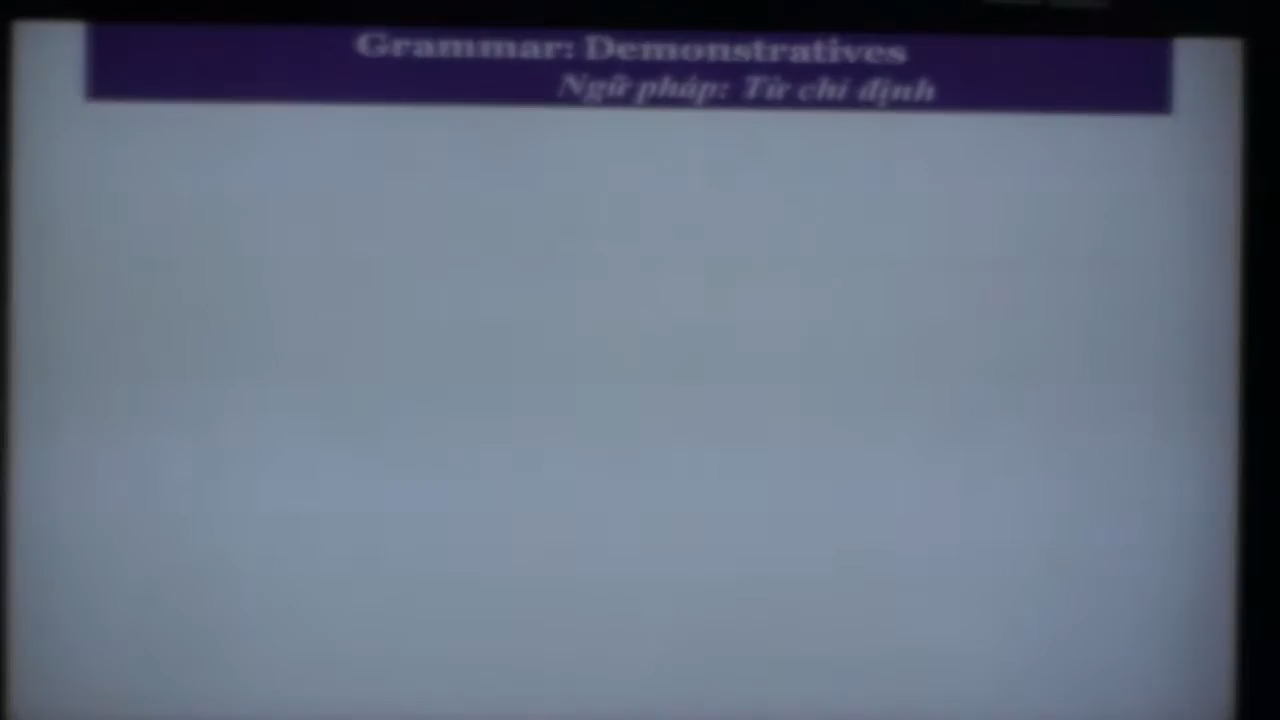 Grammar: Demonstratives
Ngữ pháp: Từ chỉ định